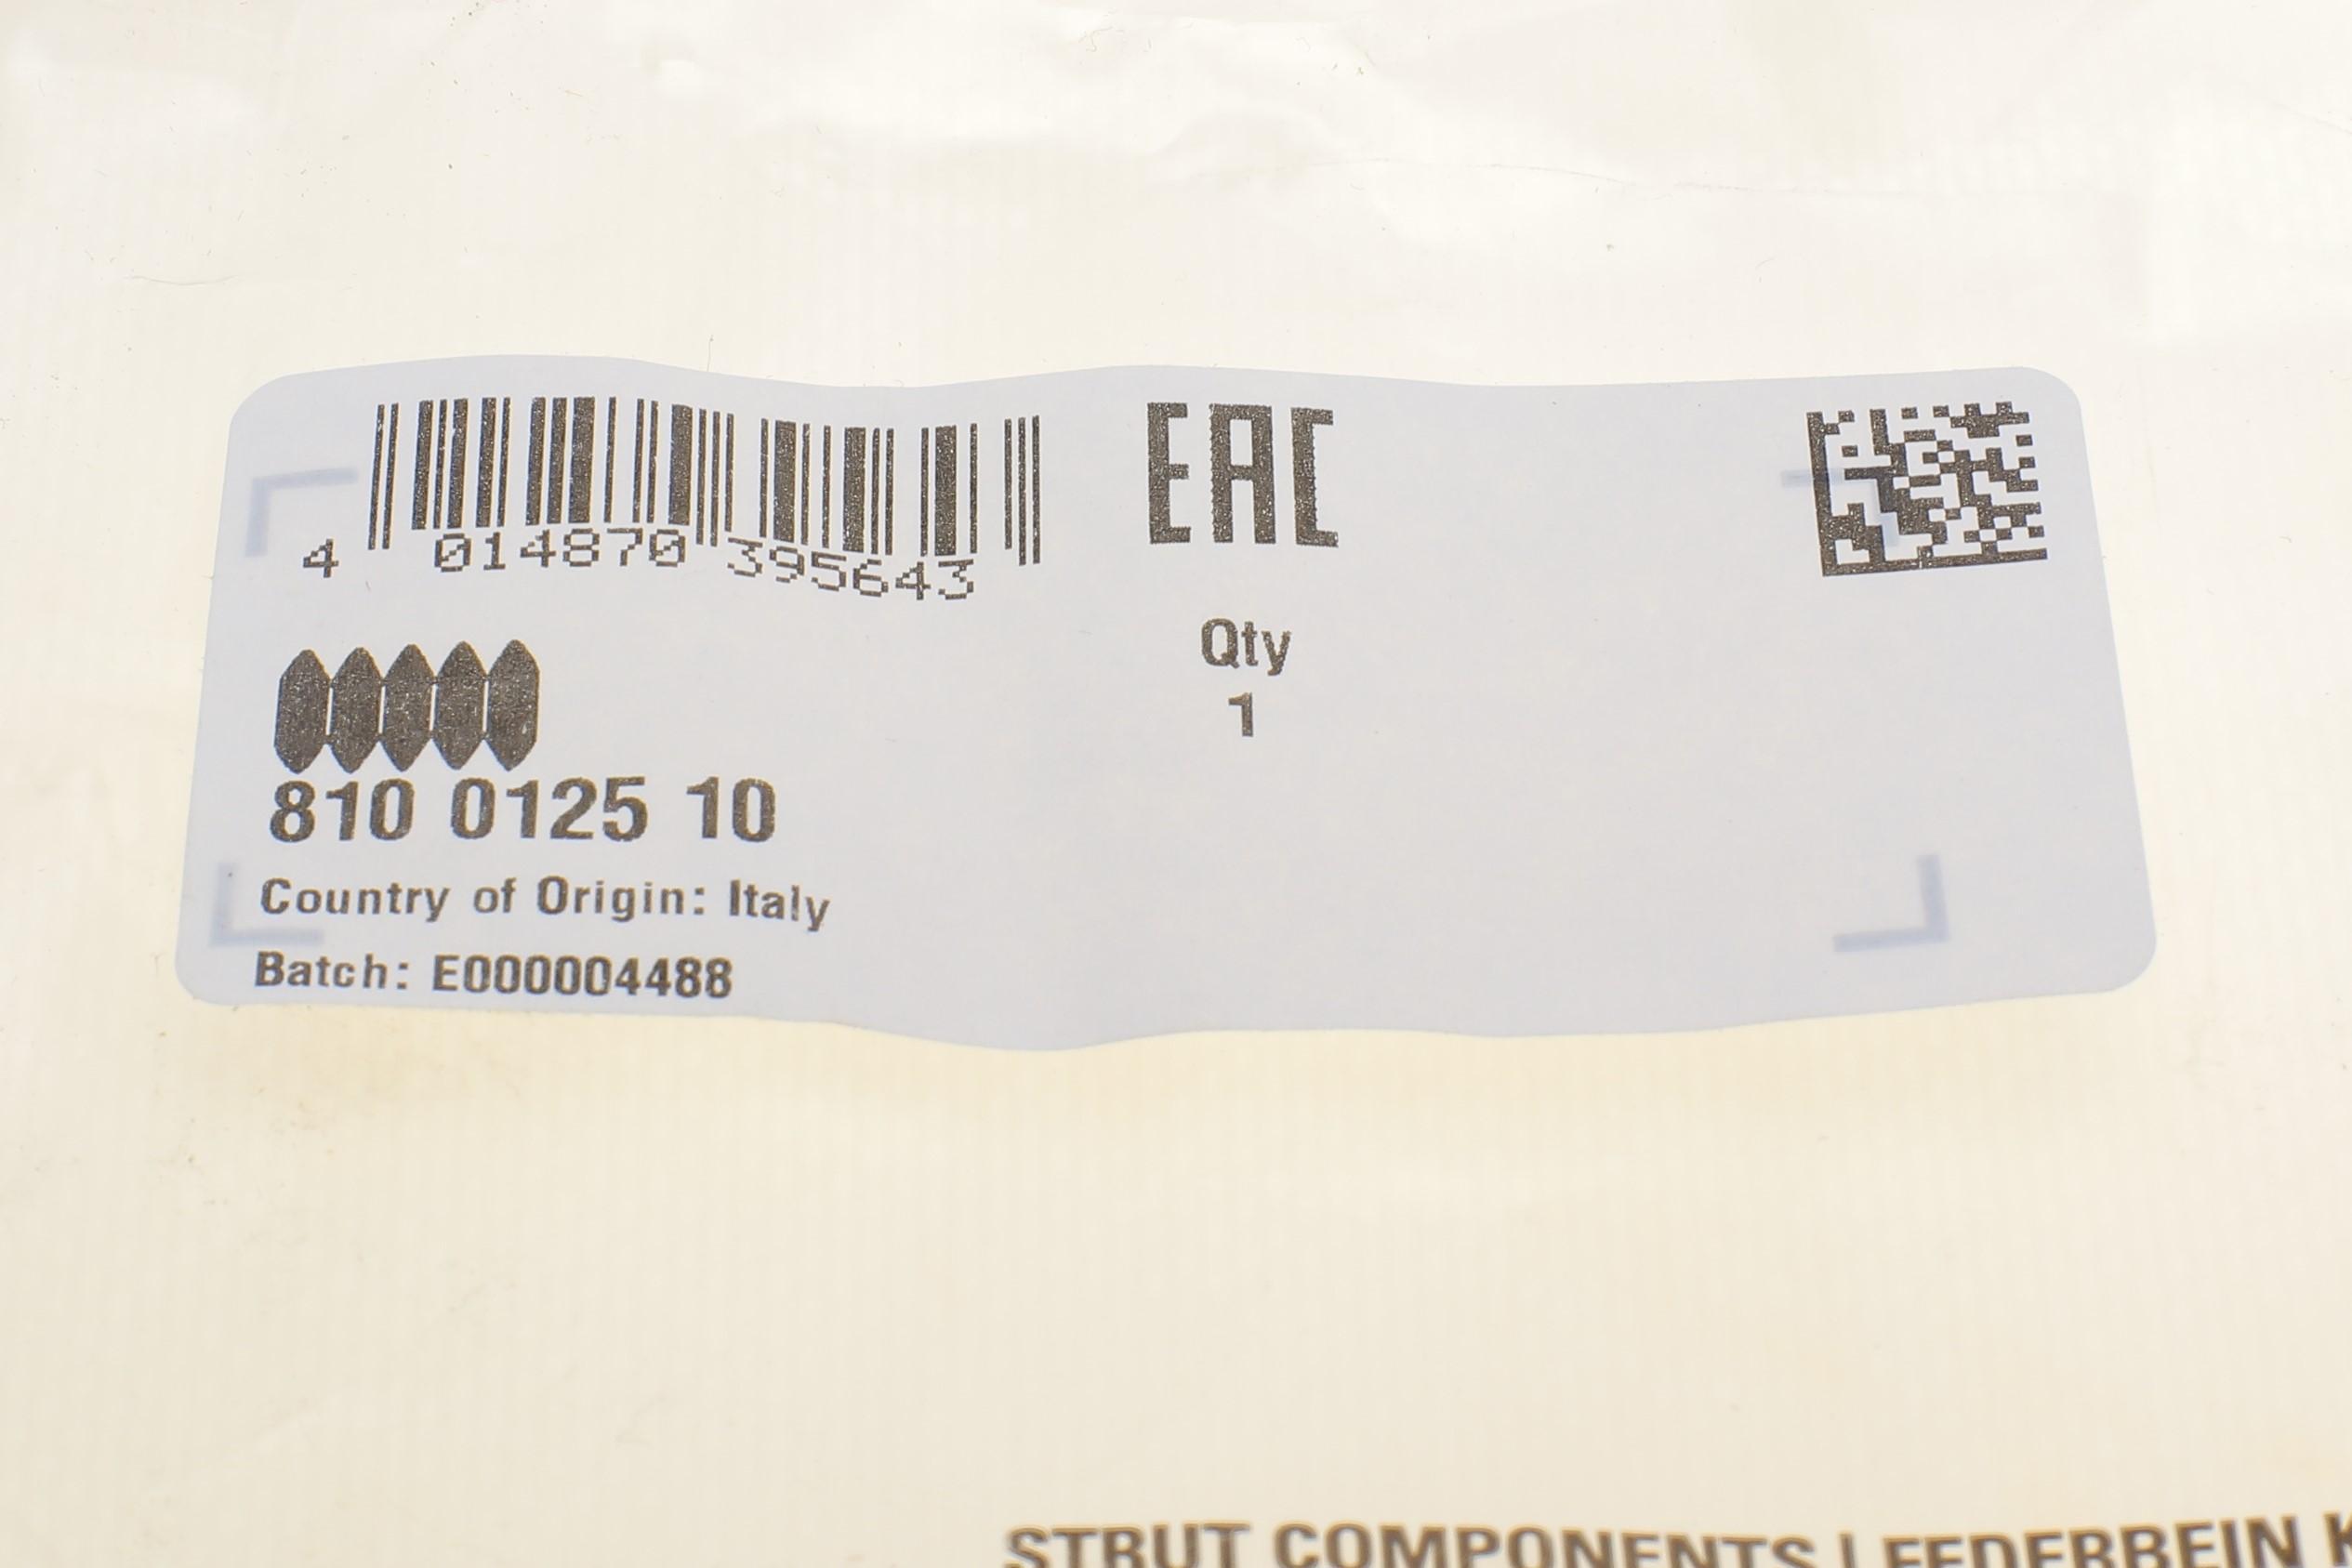 4 014870 395643
EAC
Qty
1
810 0125 10
Country of Origin: Italy
Batch: E000004488
STRUT COMPONENTS | FEDERBEIN K